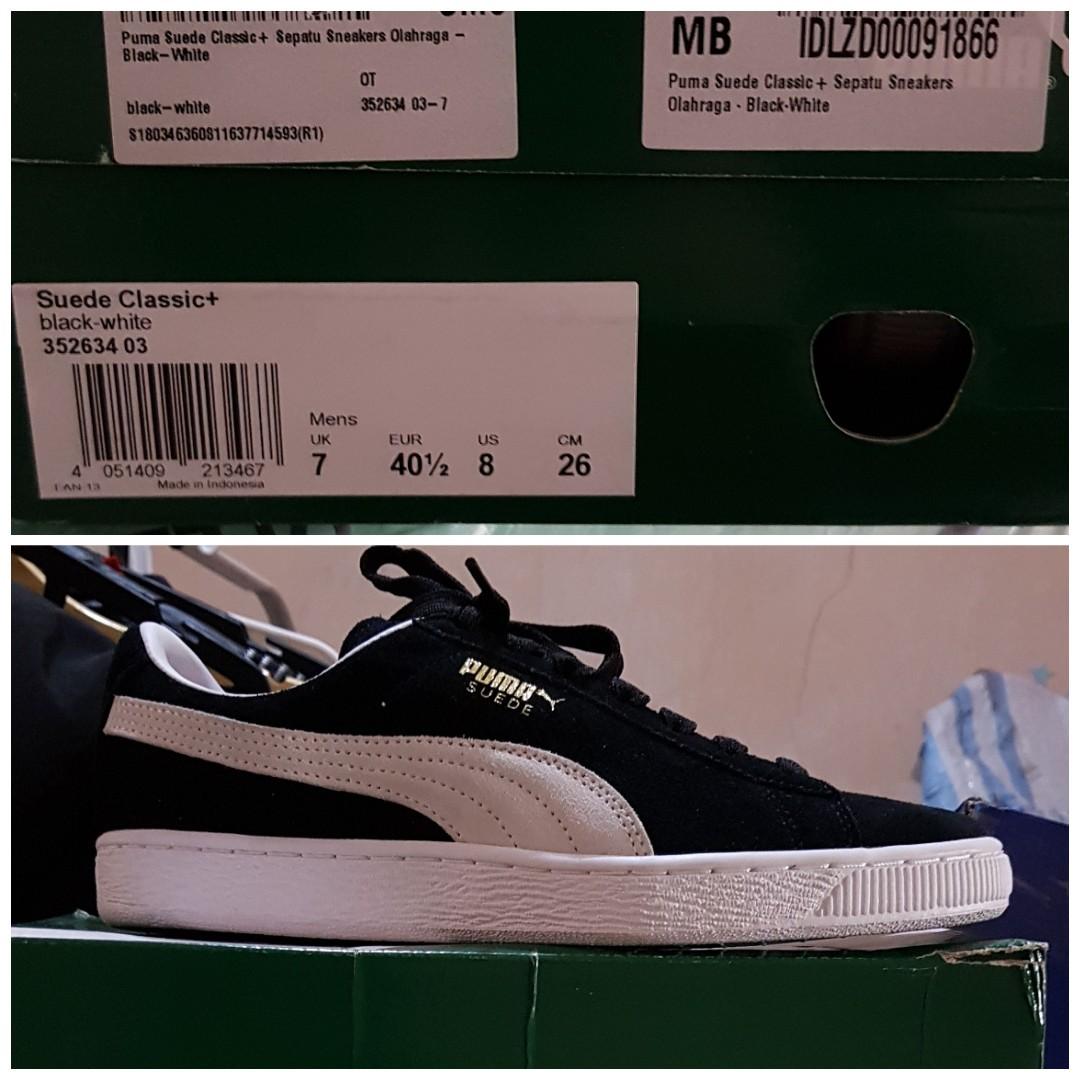 Puma Suede Classic+ Sepatu Sneakers Olahraga –
Black–White
OT
black–white
352634 03–7
S180346360811637714593(R1)
MB
IDLZD00091866
Puma Suede Classic+ Sepatu Sneakers
Olahraga - Black-White
Suede Classic+
black-white
352634 03
4 051409 213467
EAN 13
Made in Indonesia
Mens
UK EUR US CM
7 40½ 8 26
PUMA
SUEDE